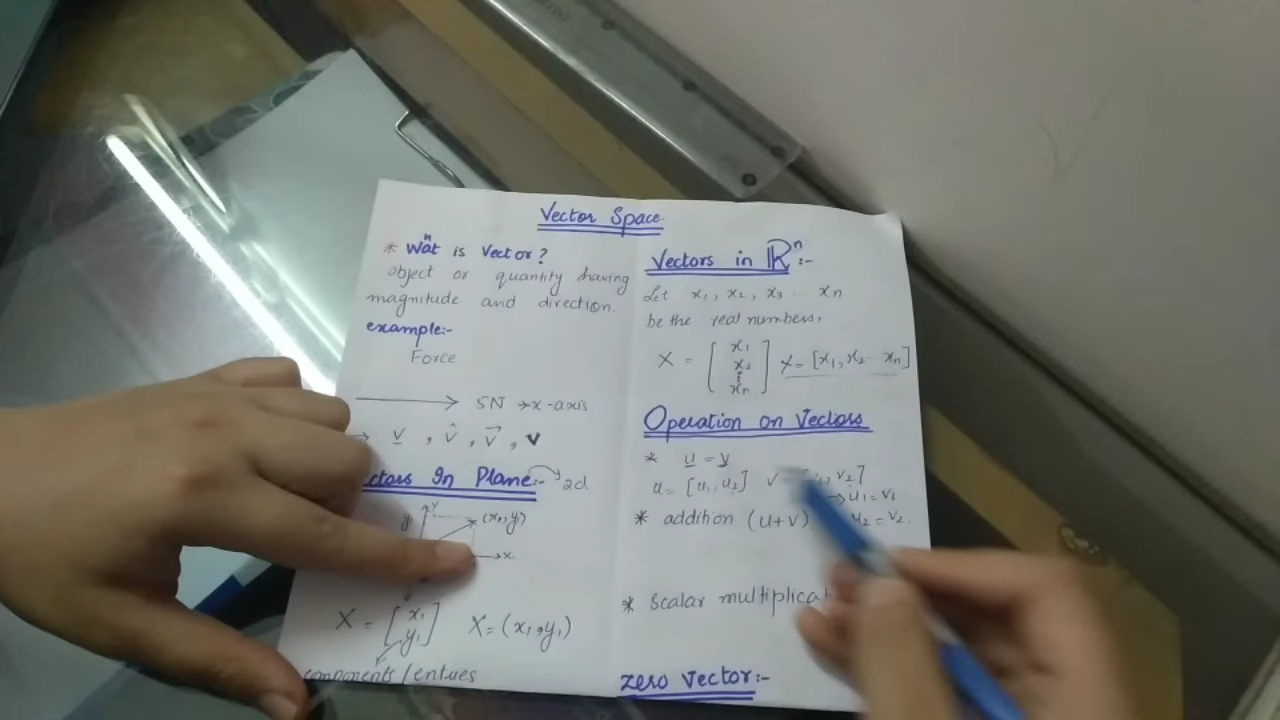 Vector Space
* Wat is Vector?
n
object or quantity having
magnitude and direction.
example:-
Force
5N → x-axis
→ v , v̂ , v⃗ , v
In Plane:- 2d
y Y (x₁, y₁)
→x
X = [x₁ y₁] X = (x₁, y₁)
components/entries
Vectors in ℝⁿ:-
Let x₁, x₂, x₃ .. xₙ
be the real numbers,
X = [x₁ x₂ ⋮ xₙ] X = [x₁, x₂ -- xₙ]
Operation on Vectors
* u = v
u = [u₁, u₂] v v₂]
→ u₁ = v₁
* addition (u+v) u₂ = v₂.
* scalar
zero vector:-